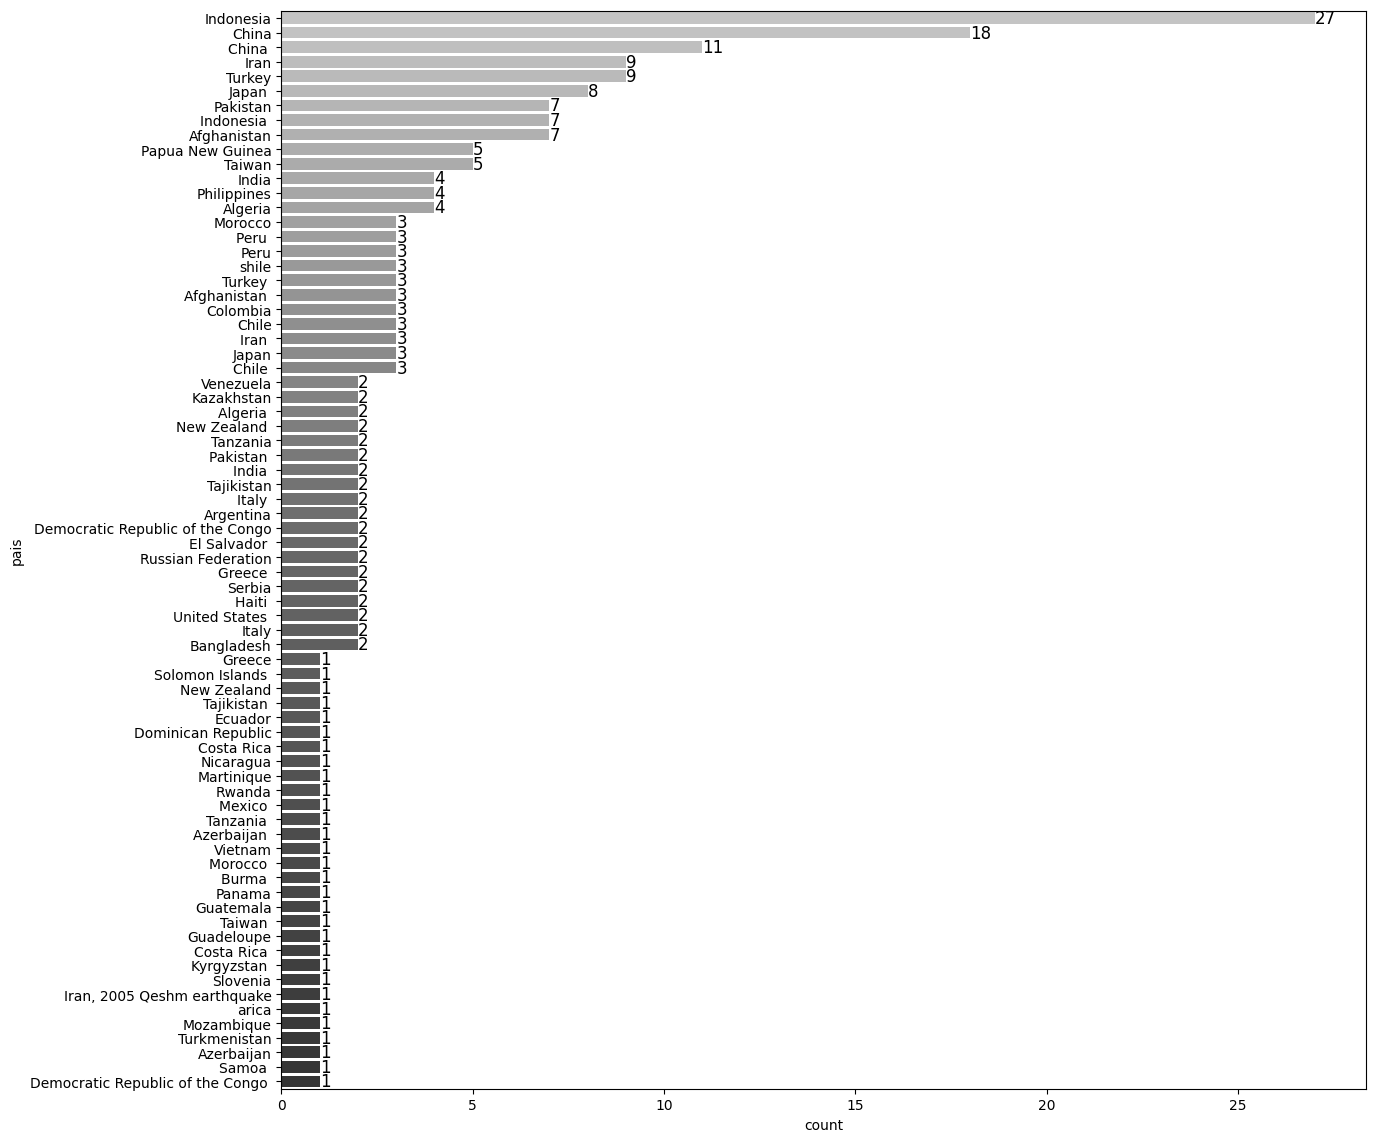 Indonesia 27
China 18
China 11
Iran 9
Turkey 9
Japan 8
Pakistan 7
Indonesia 7
Afghanistan 7
Papua New Guinea 5
Taiwan 5
India 4
Philippines 4
Algeria 4
Morocco 3
Peru 3
Peru 3
shile 3
Turkey 3
Afghanistan 3
Colombia 3
Chile 3
Iran 3
Japan 3
Chile 3
Venezuela 2
Kazakhstan 2
Algeria 2
New Zealand 2
Tanzania 2
Pakistan 2
India 2
Tajikistan 2
Italy 2
Argentina 2
Democratic Republic of the Congo 2
El Salvador 2
Russian Federation 2
Greece 2
Serbia 2
Haiti 2
United States 2
Italy 2
Bangladesh 2
Greece 1
Solomon Islands 1
New Zealand 1
Tajikistan 1
Ecuador 1
Dominican Republic 1
Costa Rica 1
Nicaragua 1
Martinique 1
Rwanda 1
Mexico 1
Tanzania 1
Azerbaijan 1
Vietnam 1
Morocco 1
Burma 1
Panama 1
Guatemala 1
Taiwan 1
Guadeloupe 1
Costa Rica 1
Kyrgyzstan 1
Slovenia 1
Iran, 2005 Qeshm earthquake 1
arica 1
Mozambique 1
Turkmenistan 1
Azerbaijan 1
Samoa 1
Democratic Republic of the Congo 1
pais
0 5 10 15 20 25
count